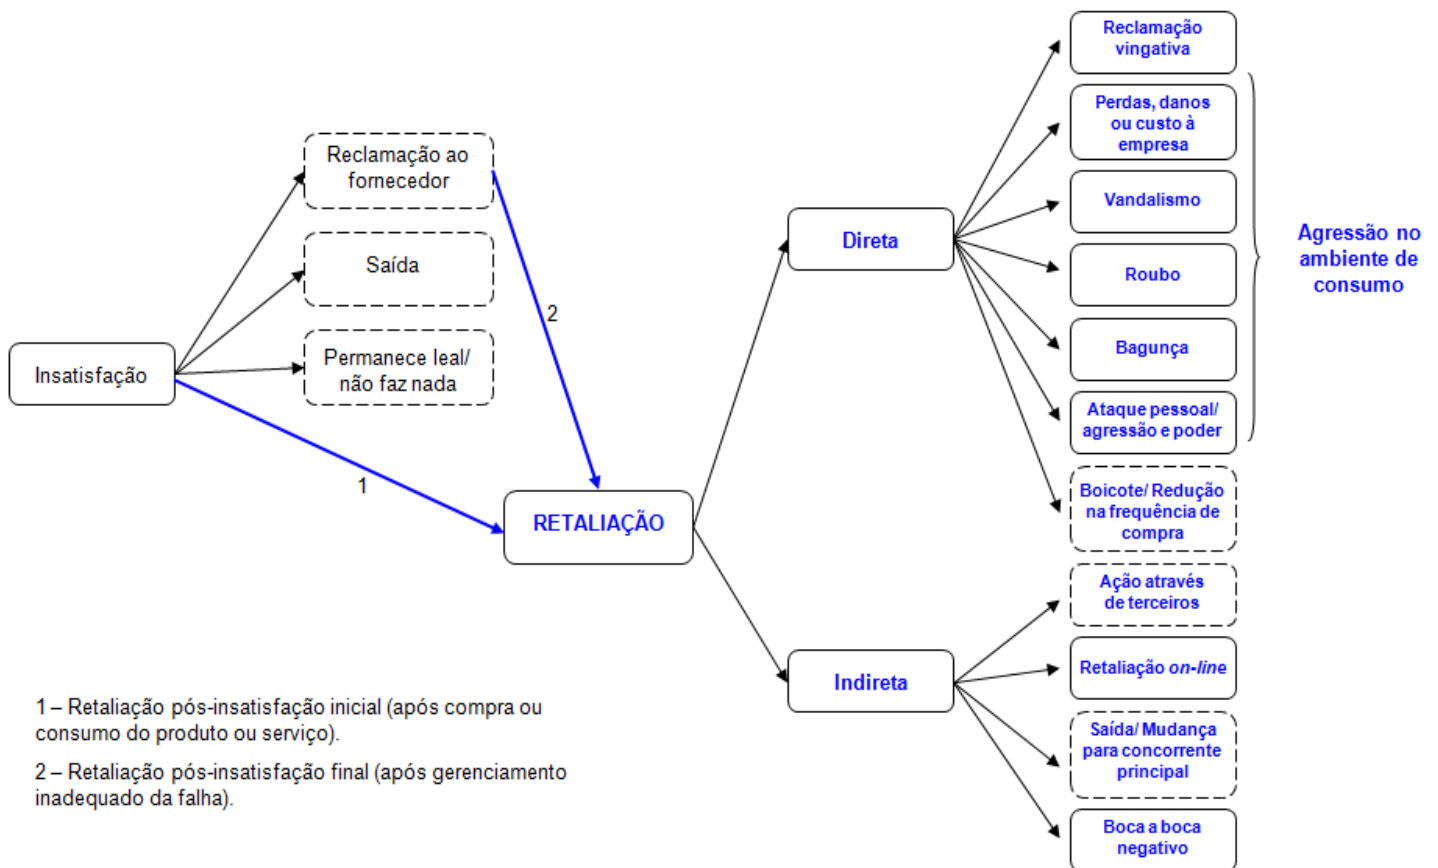 Insatisfação
Reclamação ao
fornecedor
Saída
Permanece leal/
não faz nada
1
2
RETALIAÇÃO
Direta
Indireta
Reclamação
vingativa
Perdas, danos
ou custo à
empresa
Vandalismo
Roubo
Bagunça
Ataque pessoal/
agressão e poder
Boicote/ Redução
na frequência de
compra
Ação através
de terceiros
Retaliação on-line
Saída/ Mudança
para concorrente
principal
Boca a boca
negativo
Agressão no
ambiente de
consumo
1 – Retaliação pós-insatisfação inicial (após compra ou
consumo do produto ou serviço).
2 – Retaliação pós-insatisfação final (após gerenciamento
inadequado da falha).